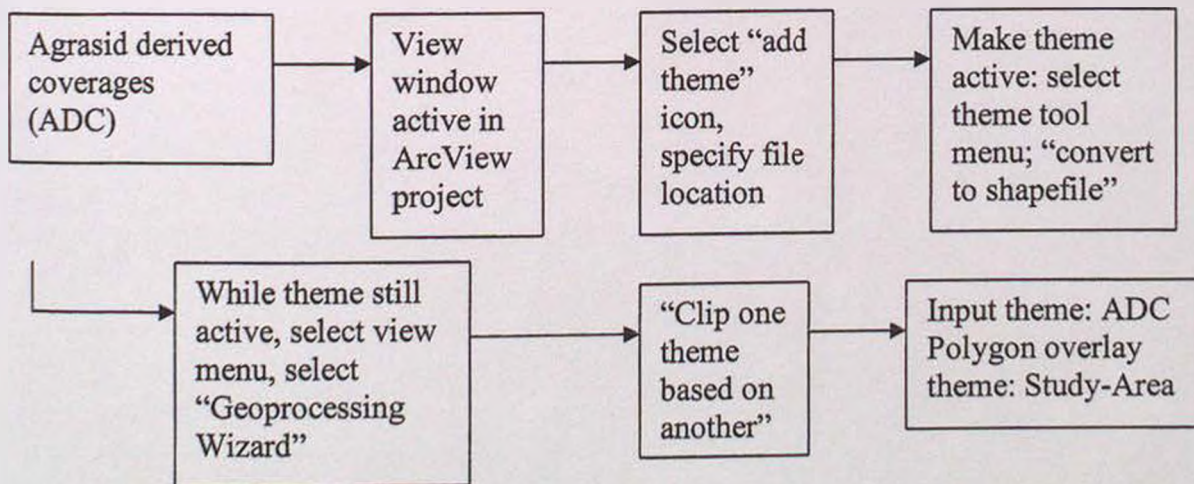 Agrasid derived
coverages
(ADC)
View
window
active in
ArcView
project
Select “add
theme”
icon,
specify file
location
Make theme
active: select
theme tool
menu; “convert
to shapefile”
While theme still
active, select view
menu, select
“Geoprocessing
Wizard”
“Clip one
theme
based on
another”
Input theme: ADC
Polygon overlay
theme: Study-Area